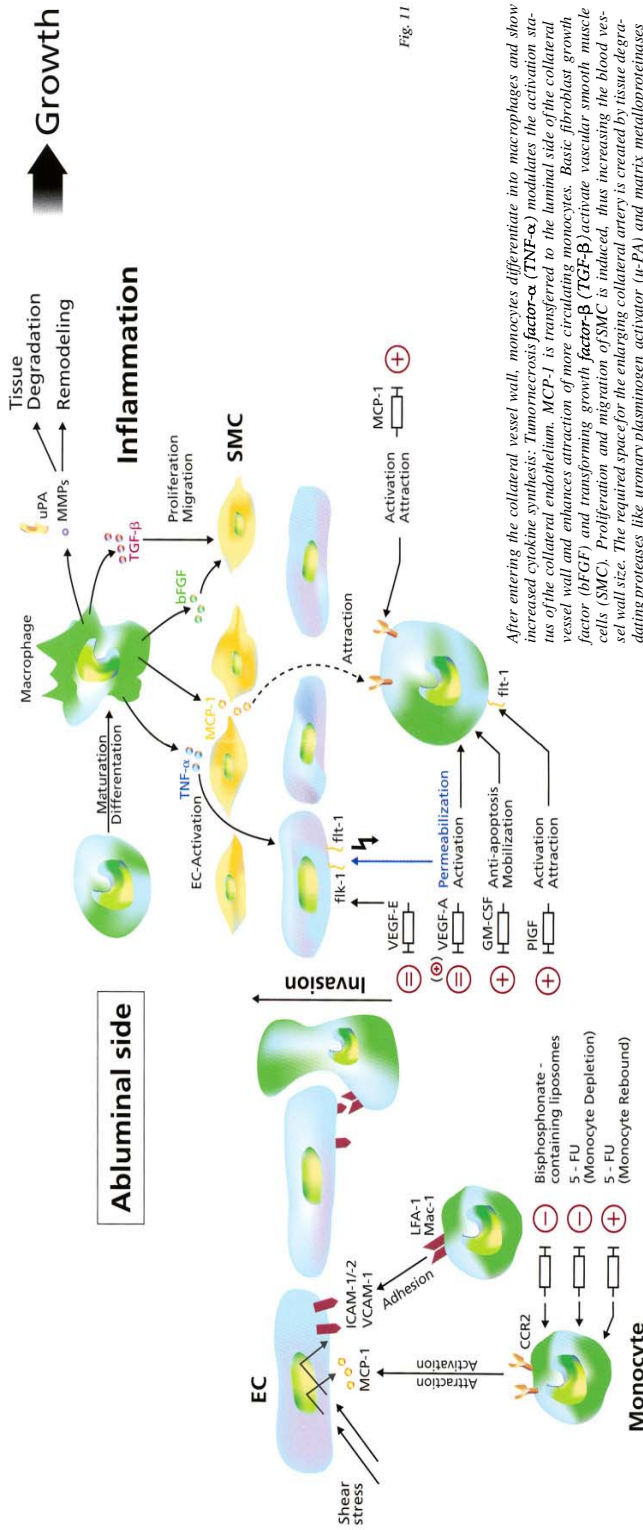 Abluminal side
Growth
Tissue
Degradation
Remodeling
uPA
MMPs
Inflammation
Macrophage
Maturation
Differentation
TGF-β
bFGF
Proliferation
Migration
SMC
TNF-α
MCP-1
EC-Activation
Invasion
EC
Shear
stress
MCP-1
ICAM-1/-2
VCAM-1
Adhesion
LFA-1
Mac-1
Attraction
Activation
CCR2
Monocyte
Bisphosphonate -
containing liposomes
5 - FU
(Monocyte Depletion)
5 - FU
(Monocyte Rebound)
−
−
+
flk-1
flt-1
VEGF-E
=
(+)
VEGF-A
=
Permeabilization
Activation
GM-CSF
+
Anti-apoptosis
Mobilization
PlGF
+
Activation
Attraction
flt-1
Attraction
Activation
Attraction
MCP-1
+
Fig. 11
After entering the collateral vessel wall, monocytes differentiate into macrophages and show
increased cytokine synthesis: Tumornecrosis factor-α (TNF-α) modulates the activation sta-
tus of the collateral endothelium. MCP-1 is transferred to the luminal side of the collateral
vessel wall and enhances attraction of more circulating monocytes. Basic fibroblast growth
factor (bFGF) and transforming growth factor-β (TGF-β) activate vascular smooth muscle
cells (SMC). Proliferation and migration of SMC is induced, thus increasing the blood ves-
sel wall size. The required space for the enlarging collateral artery is created by tissue degra-
dating proteases like uronary plasminogen activator (u-PA) and matrix metalloproteinases